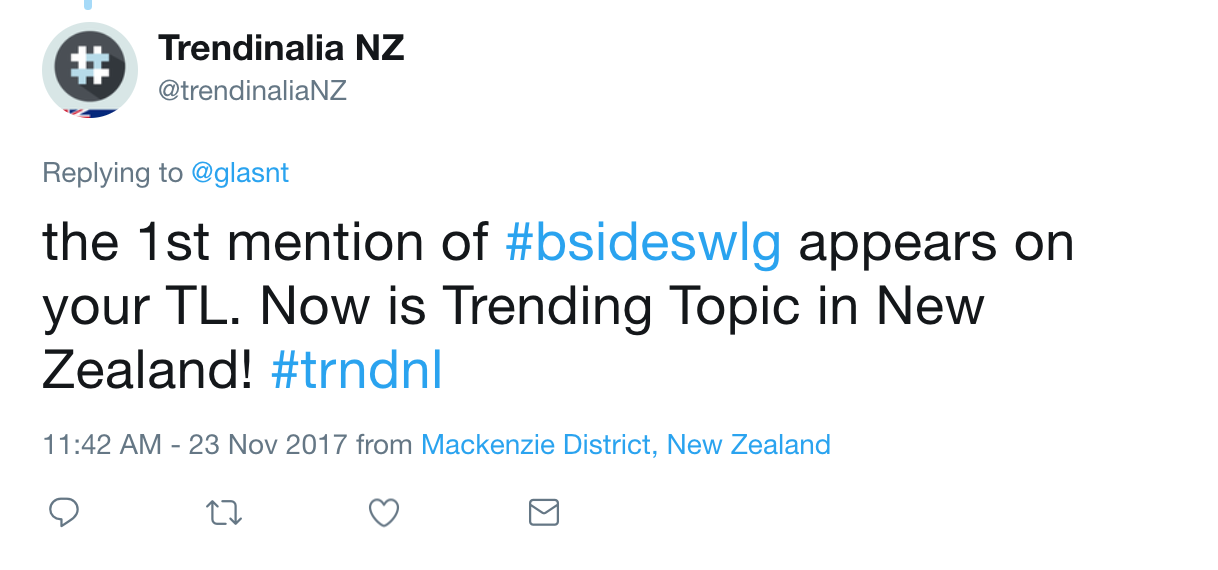 Trendinalia NZ
@trendinaliaNZ
Replying to @glasnt
the 1st mention of #bsideswlg appears on
your TL. Now is Trending Topic in New
Zealand! #trndnl
11:42 AM - 23 Nov 2017 from Mackenzie District, New Zealand